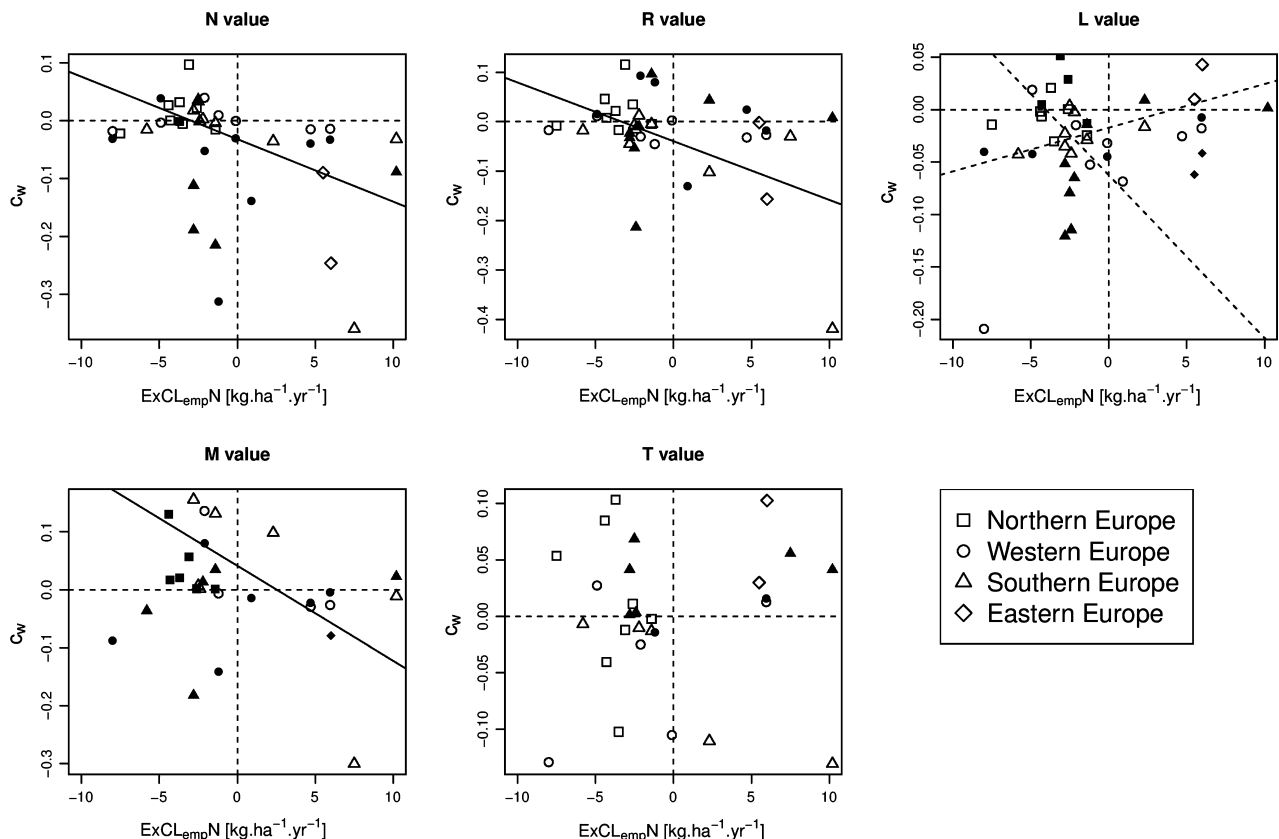 N value
0.1
0.0
−0.1
−0.2
−0.3
c_w
−10 −5 0 5 10
ExCL_empN [kg.ha⁻¹.yr⁻¹]
R value
0.1
0.0
−0.1
−0.2
−0.3
−0.4
c_w
−10 −5 0 5 10
ExCL_empN [kg.ha⁻¹.yr⁻¹]
L value
0.05
0.00
−0.05
−0.10
−0.15
−0.20
c_w
−10 −5 0 5 10
ExCL_empN [kg.ha⁻¹.yr⁻¹]
M value
0.1
0.0
−0.1
−0.2
−0.3
c_w
−10 −5 0 5 10
ExCL_empN [kg.ha⁻¹.yr⁻¹]
T value
0.10
0.05
0.00
−0.05
−0.10
c_w
−10 −5 0 5 10
ExCL_empN [kg.ha⁻¹.yr⁻¹]
Northern Europe
Western Europe
Southern Europe
Eastern Europe